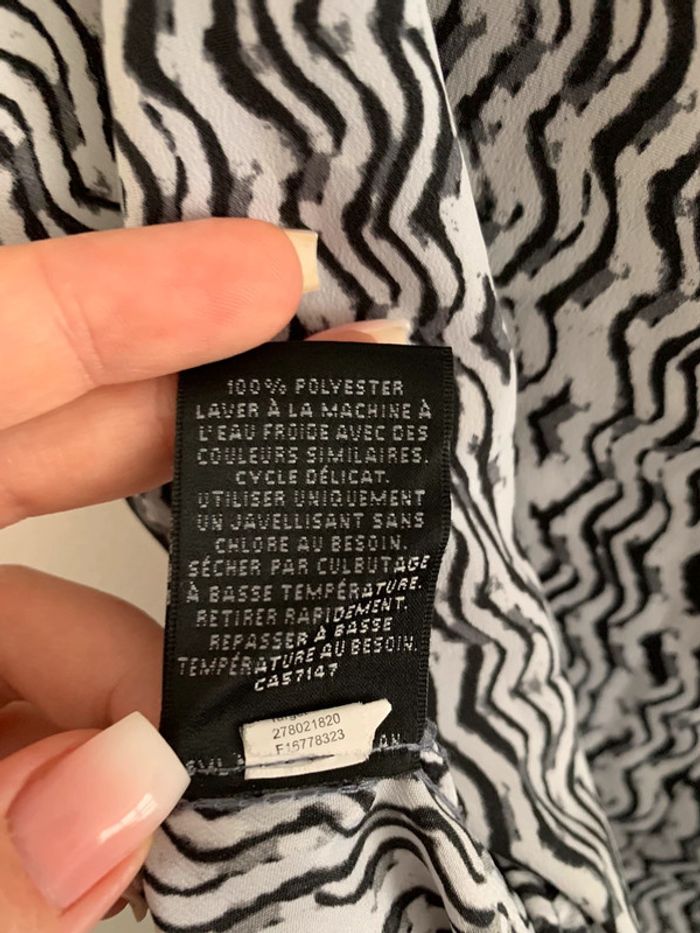 100% POLYESTER
LAVER À LA MACHINE À
L'EAU FROIDE AVEC DES
COULEURS SIMILAIRES.
CYCLE DÉLICAT.
UTILISER UNIQUEMENT
UN JAVELLISANT SANS
CHLORE AU BESOIN.
SÉCHER PAR CULBUTAGE
À BASSE TEMPÉRATURE.
RETIRER RAPIDEMENT.
REPASSER À BASSE
TEMPÉRATURE AU BESOIN.
CA57147
278021820
F15778323